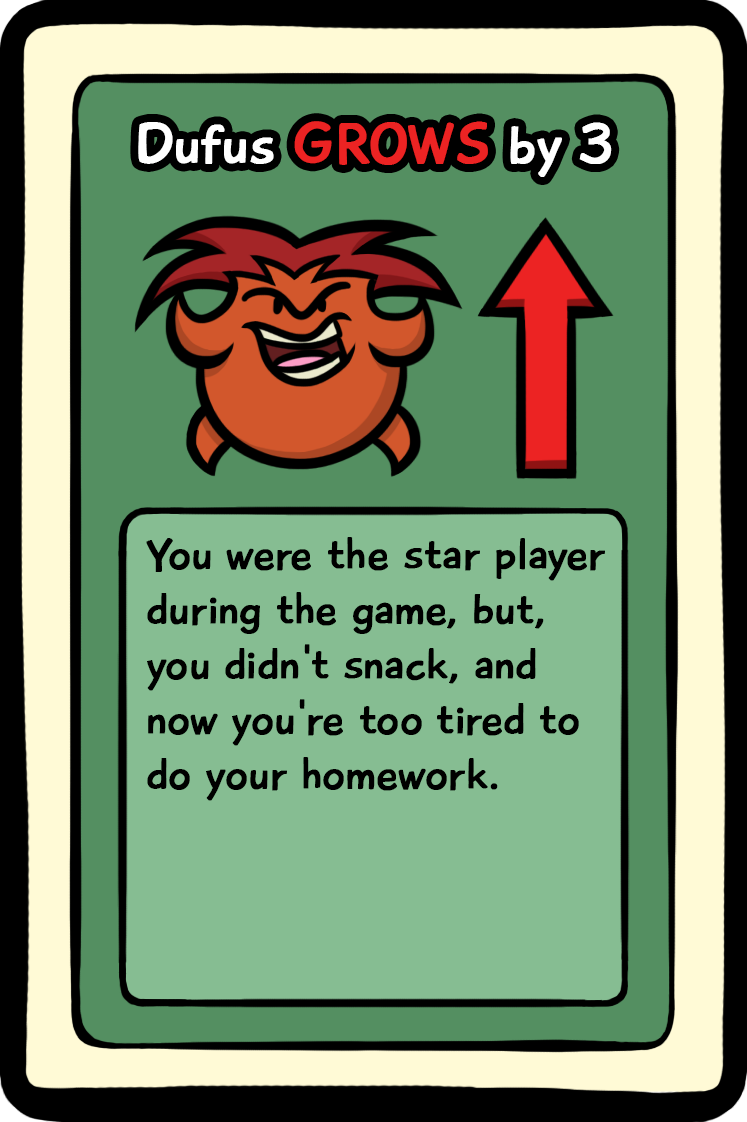 Dufus GROWS by 3
You were the star player
during the game, but,
you didn't snack, and
now you're too tired to
do your homework.